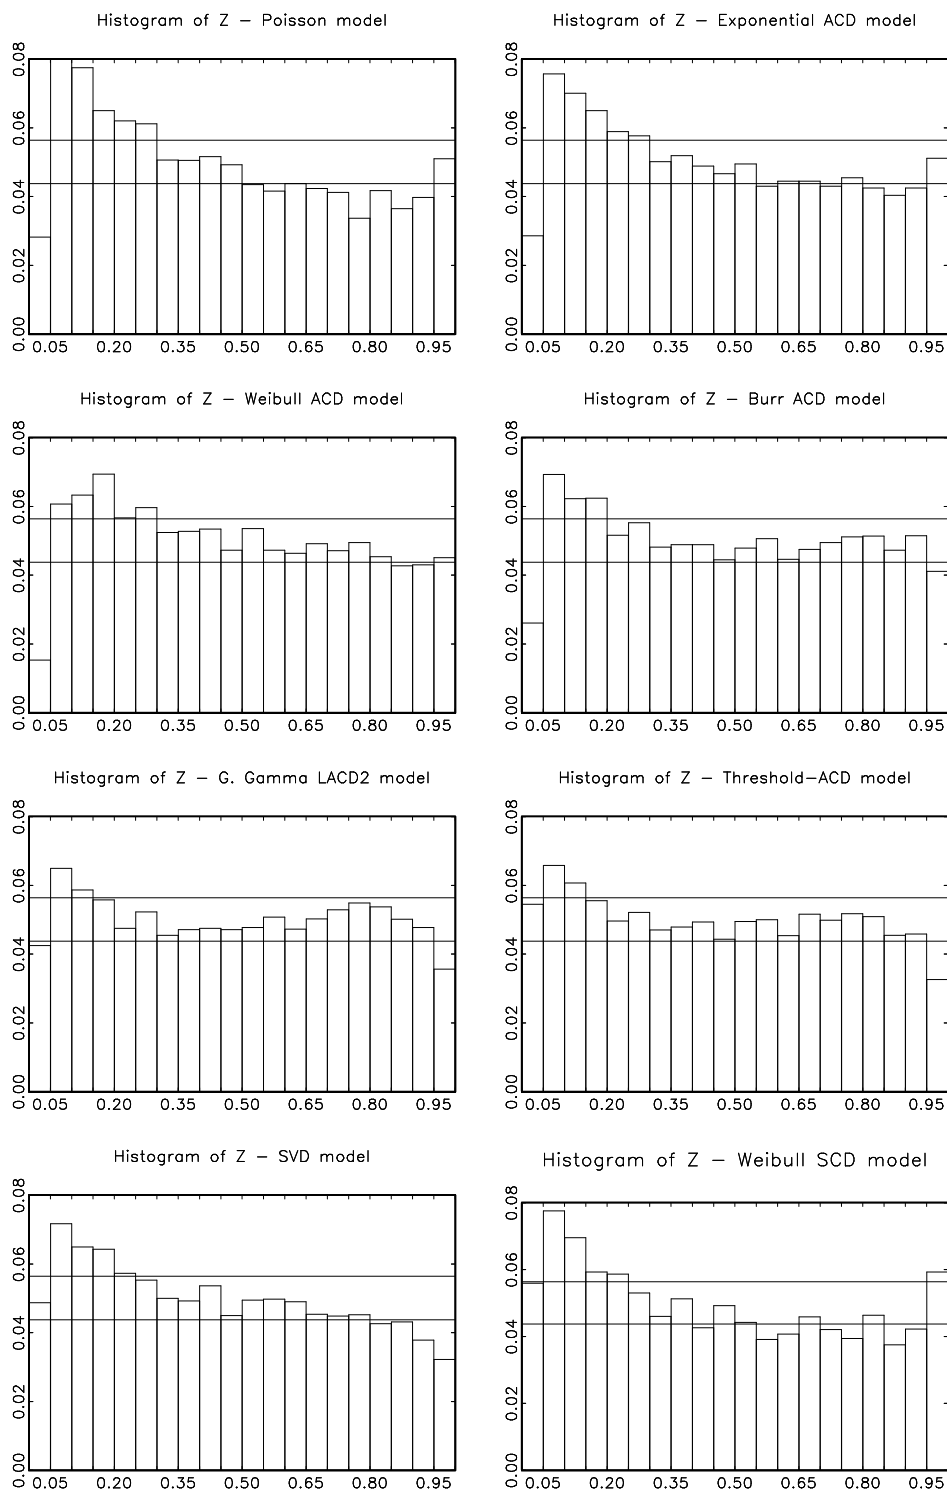 Histogram of Z – Poisson model
0.00 0.02 0.04 0.06 0.08
0.05 0.20 0.35 0.50 0.65 0.80 0.95
Histogram of Z – Exponential ACD model
0.00 0.02 0.04 0.06 0.08
0.05 0.20 0.35 0.50 0.65 0.80 0.95
Histogram of Z – Weibull ACD model
0.00 0.02 0.04 0.06 0.08
0.05 0.20 0.35 0.50 0.65 0.80 0.95
Histogram of Z – Burr ACD model
0.00 0.02 0.04 0.06 0.08
0.05 0.20 0.35 0.50 0.65 0.80 0.95
Histogram of Z – G. Gamma LACD2 model
0.00 0.02 0.04 0.06 0.08
0.05 0.20 0.35 0.50 0.65 0.80 0.95
Histogram of Z – Threshold–ACD model
0.00 0.02 0.04 0.06 0.08
0.05 0.20 0.35 0.50 0.65 0.80 0.95
Histogram of Z – SVD model
0.00 0.02 0.04 0.06 0.08
0.05 0.20 0.35 0.50 0.65 0.80 0.95
Histogram of Z – Weibull SCD model
0.00 0.02 0.04 0.06 0.08
0.05 0.20 0.35 0.50 0.65 0.80 0.95